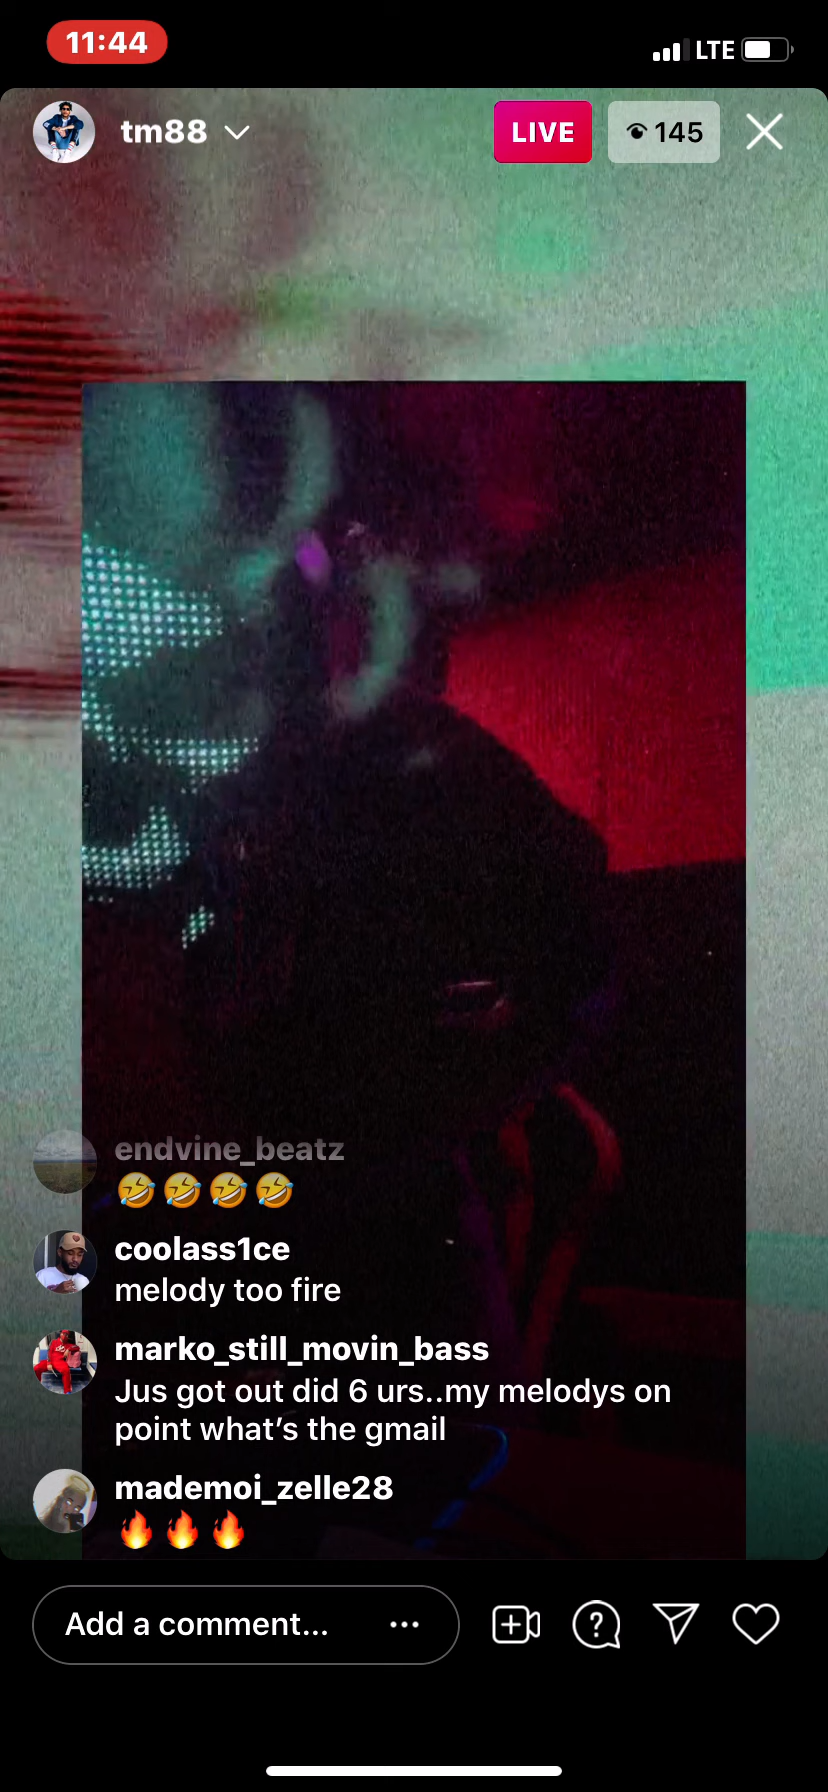 11:44
LTE
tm88
LIVE
145
endvine_beatz
🤣🤣🤣🤣
coolass1ce
melody too fire
marko_still_movin_bass
Jus got out did 6 urs..my melodys on
point what’s the gmail
mademoi_zelle28
🔥🔥🔥
Add a comment...